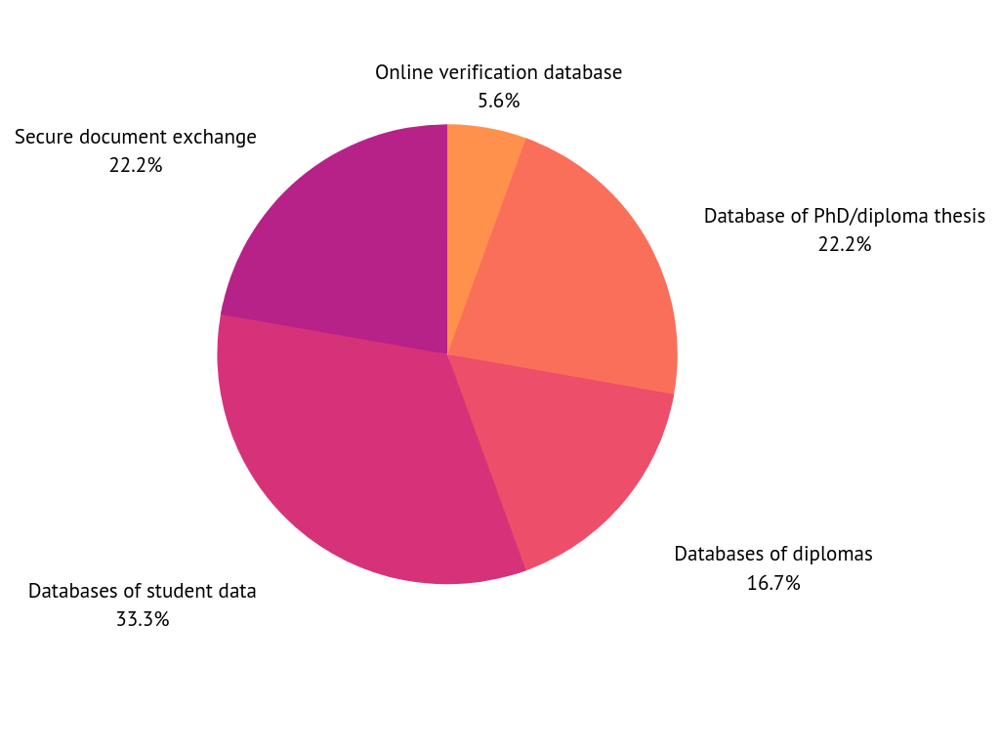 Online verification database
5.6%
Secure document exchange
22.2%
Database of PhD/diploma thesis
22.2%
Databases of diplomas
16.7%
Databases of student data
33.3%